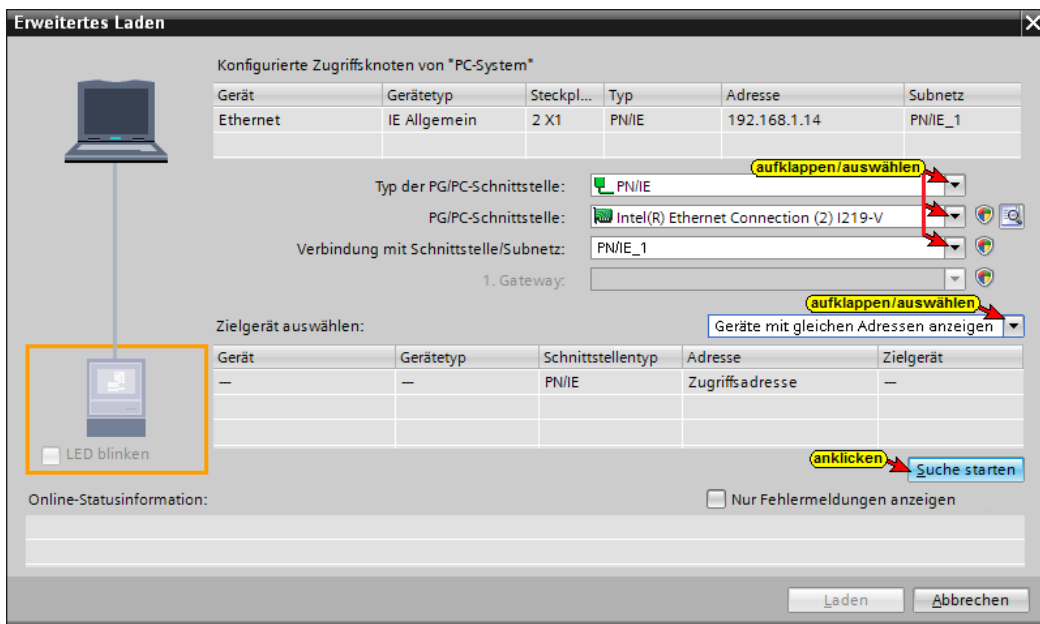 Erweitertes Laden
Konfigurierte Zugriffsknoten von "PC-System"
Gerät Gerätetyp Steckpl... Typ Adresse Subnetz
Ethernet IE Allgemein 2 X1 PN/IE 192.168.1.14 PN/IE_1
aufklappen/auswählen
Typ der PG/PC-Schnittstelle: PN/IE
PG/PC-Schnittstelle: Intel(R) Ethernet Connection (2) I219-V
Verbindung mit Schnittstelle/Subnetz: PN/IE_1
1. Gateway:
aufklappen/auswählen
Zielgerät auswählen: Geräte mit gleichen Adressen anzeigen
Gerät Gerätetyp Schnittstellentyp Adresse Zielgerät
— — PN/IE Zugriffsadresse —
LED blinken
anklicken
Suche starten
Online-Statusinformation: Nur Fehlermeldungen anzeigen
Laden Abbrechen